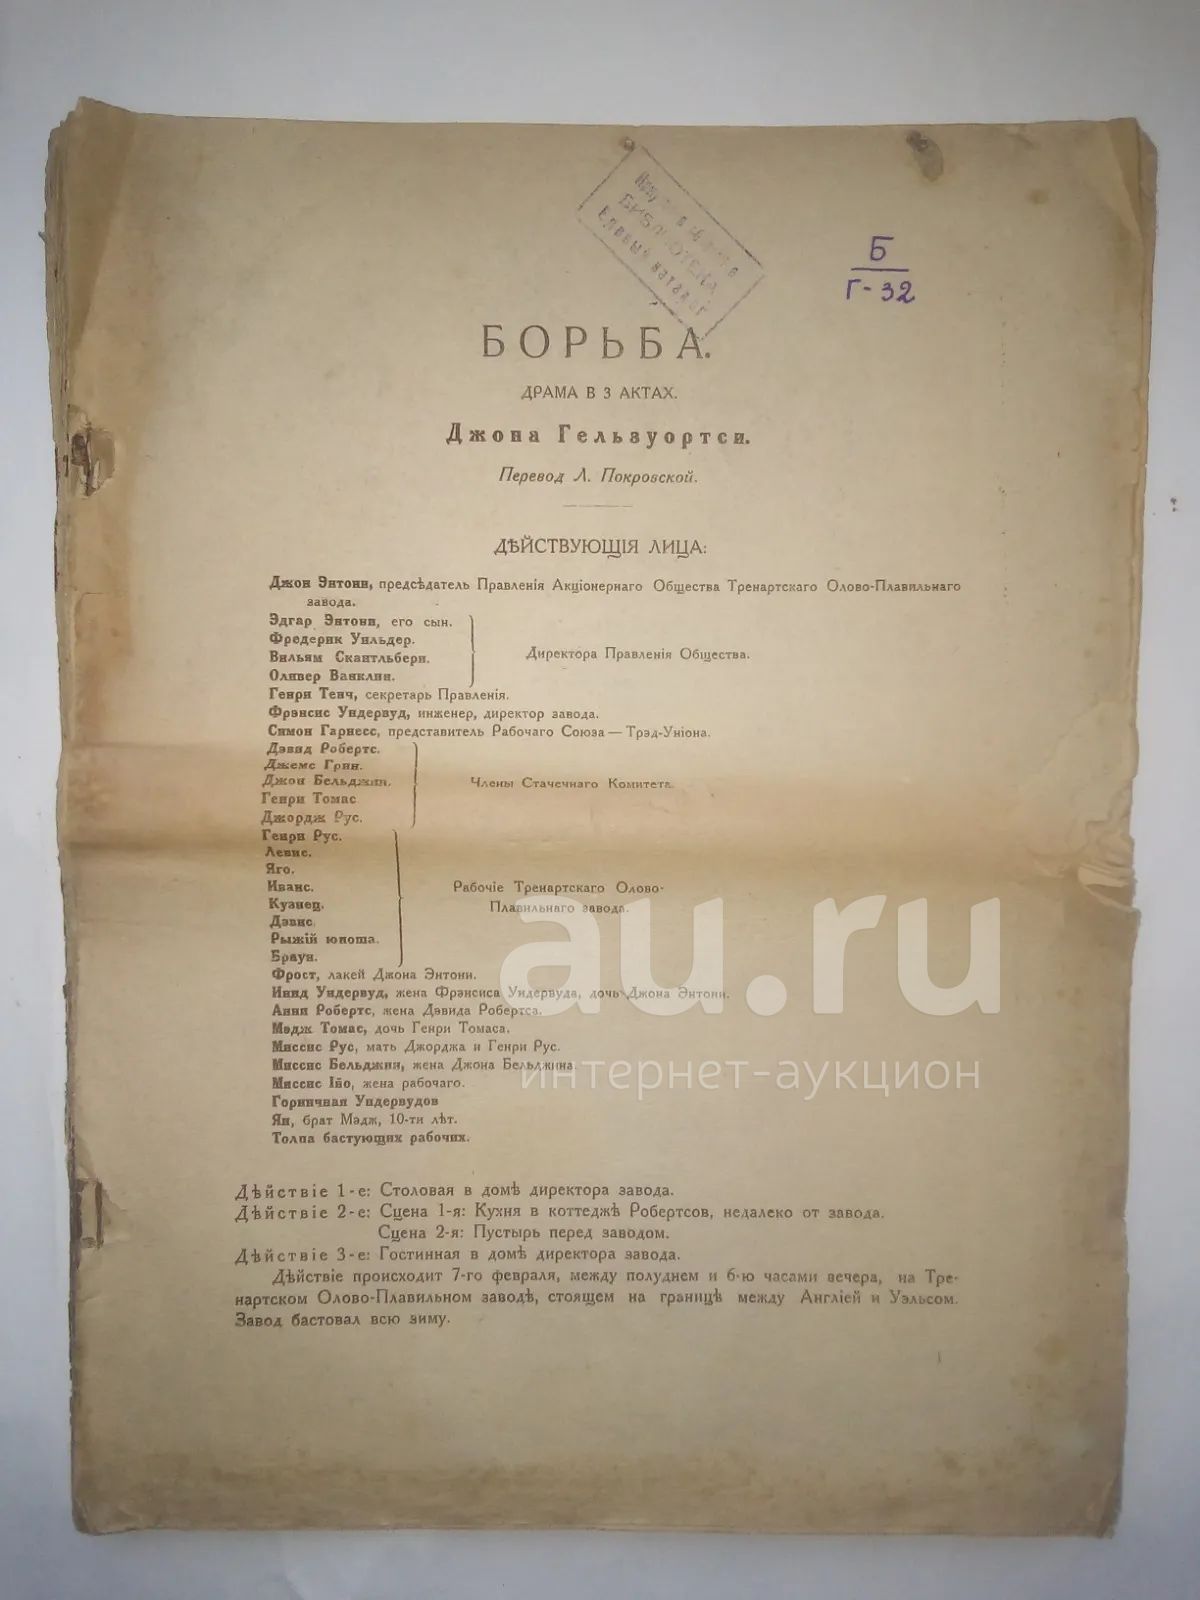 БИБЛИОТЕКА
Б
Г-32
БОРЬБА.
ДРАМА В 3 АКТАХ.
Джона Гельзуортси.
Перевод Л. Покровской.
ДѢЙСТВУЮЩІЯ ЛИЦА:
Джон Энтони, предсѣдатель Правленія Акціонернаго Общества Тренартскаго Олово-Плавильнаго
завода.
Эдгар Энтони, его сын.
Фредерик Уильдер.
Вильям Скантльбери.
Оливер Ванклин.
Директора Правленія Общества.
Генри Тенч, секретарь Правленія.
Фрэнсис Ундервуд, инженер, директор завода.
Симон Гарнесс, представитель Рабочаго Союза — Трэд-Уніона.
Дэвид Робертс.
Джемс Грин.
Джон Бельджин.
Генри Томас
Джордж Рус.
Члены Стачечнаго Комитета.
Генри Рус.
Левис.
Яго.
Иванс.
Кузнец.
Дэвис.
Рыжій юноша.
Браун.
Рабочіе Тренартскаго Олово-
Плавильнаго завода.
Фрост, лакей Джона Энтони.
Инид Ундервуд, жена Фрэнсиса Ундервуда, дочь Джона Энтони.
Анни Робертс, жена Дэвида Робертса.
Мэдж Томас, дочь Генри Томаса.
Миссис Рус, мать Джорджа и Генри Рус.
Миссис Бельджин, жена Джона Бельджина.
Миссис Іио, жена рабочаго.
Горничная Ундервудов
Ян, брат Мэдж, 10-ти лѣт.
Толпа бастующих рабочих.
Дѣйствіе 1-е: Столовая в домѣ директора завода.
Дѣйствіе 2-е: Сцена 1-я: Кухня в коттеджѣ Робертсов, недалеко от завода.
Сцена 2-я: Пустырь перед заводом.
Дѣйствіе 3-е: Гостинная в домѣ директора завода.
Дѣйствіе происходит 7-го февраля, между полуднем и 6-ю часами вечера, на Тре-
нартском Олово-Плавильном заводѣ, стоящем на границѣ между Англіей и Уэльсом.
Завод бастовал всю зиму.
au.ru
интернет-аукцион